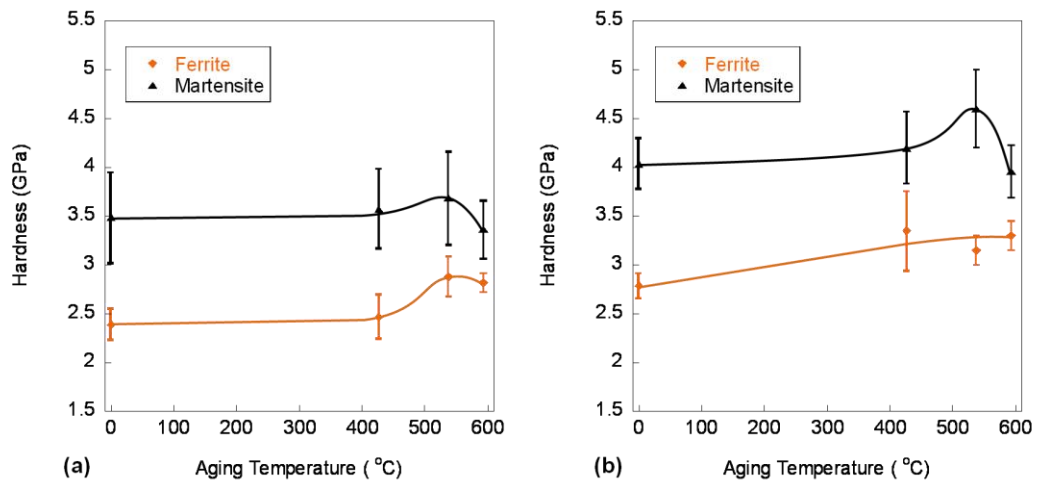 5.5
5
4.5
4
3.5
3
2.5
2
1.5
Hardness (GPa)
Ferrite
Martensite
0 100 200 300 400 500 600
(a) Aging Temperature ( °C)
5.5
5
4.5
4
3.5
3
2.5
2
1.5
Hardness (GPa)
Ferrite
Martensite
0 100 200 300 400 500 600
(b) Aging Temperature ( °C)